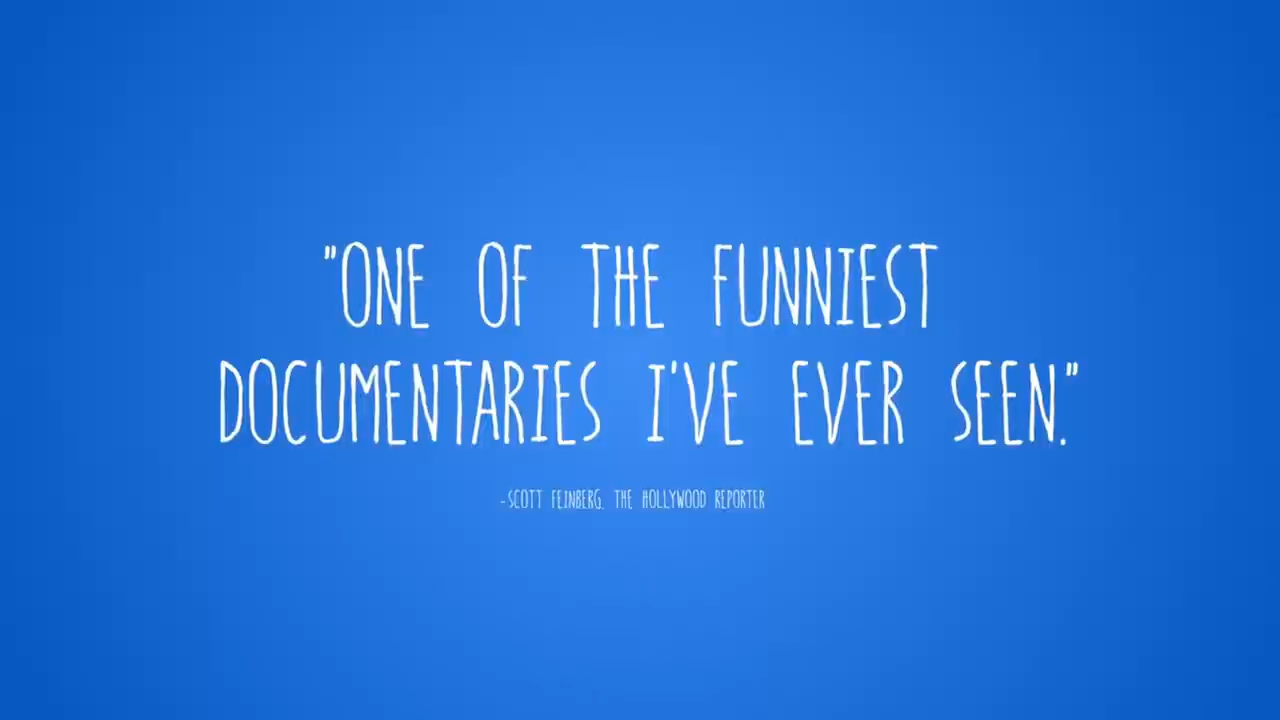 "ONE OF THE FUNNIEST
DOCUMENTARIES I'VE EVER SEEN."
-SCOTT FEINBERG, THE HOLLYWOOD REPORTER